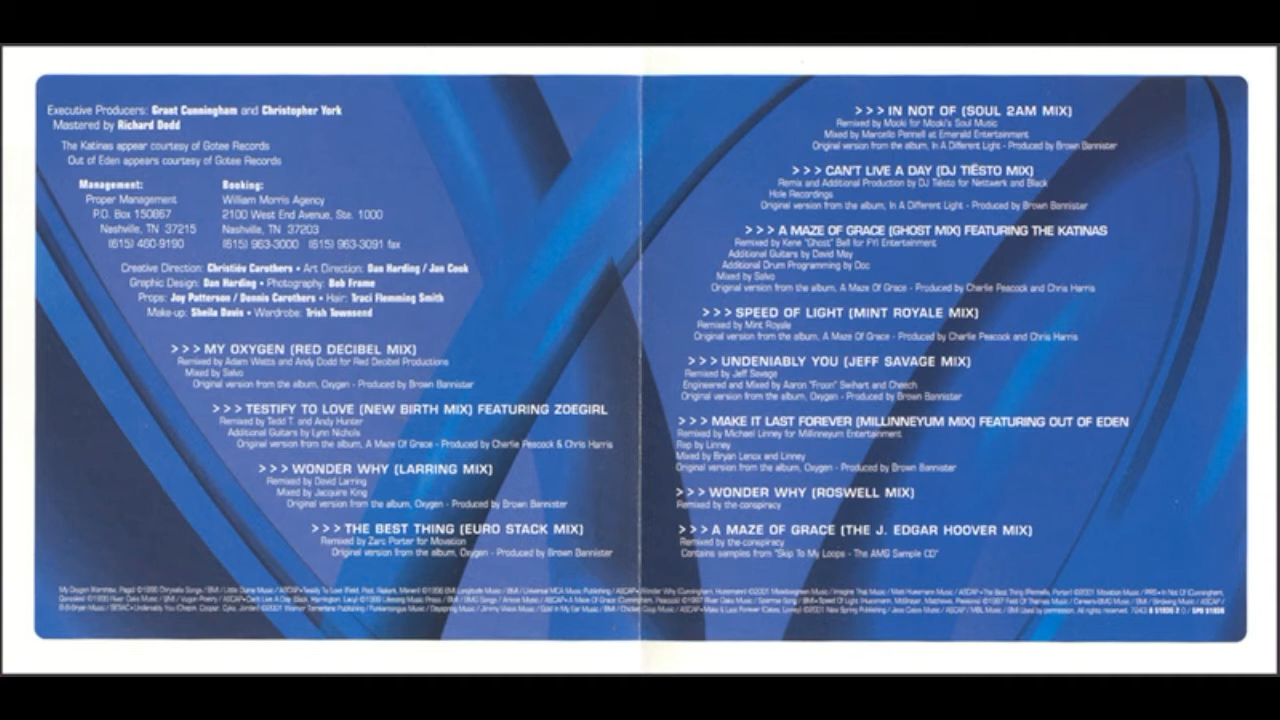 Executive Producers: Grant Cunningham and Christopher York
Mastered by Richard Dodd
The Katinas appear courtesy of Gotee Records
Out of Eden appears courtesy of Gotee Records
Management:
Proper Management
P.O. Box 150867
Nashville, TN 37215
(615) 460-9190
Booking:
William Morris Agency
2100 West End Avenue, Ste. 1000
Nashville, TN 37203
(615) 963-3000 (615) 963-3091 fax
Creative Direction: Christiév Carothers • Art Direction: Dan Harding / Jan Cook
Graphic Design: Dan Harding • Photography: Bob Frame
Props: Joy Patterson / Dennis Carothers • Hair: Traci Flemming Smith
Make-up: Sheila Davis • Wardrobe: Trish Townsend
>>> MY OXYGEN (RED DECIBEL MIX)
Remixed by Adam Watts and Andy Dodd for Red Decibel Productions
Mixed by Salvo
Original version from the album, Oxygen - Produced by Brown Bannister
>>> TESTIFY TO LOVE (NEW BIRTH MIX) FEATURING ZOEGIRL
Remixed by Tedd T. and Andy Hunter
Additional Guitars by Lynn Nichols
Original version from the album, A Maze Of Grace - Produced by Charlie Peacock & Chris Harris
>>> WONDER WHY (LARRING MIX)
Remixed by David Larring
Mixed by Jacquire King
Original version from the album, Oxygen - Produced by Brown Bannister
>>> THE BEST THING (EURO STACK MIX)
Remixed by Zarc Porter for Movation
Original version from the album, Oxygen - Produced by Brown Bannister
>>> IN NOT OF (SOUL 2AM MIX)
Remixed by Mooki for Mooki's Soul Music
Mixed by Marcello Pennell at Emerald Entertainment
Original version from the album, In A Different Light - Produced by Brown Bannister
>>> CAN'T LIVE A DAY (DJ TIËSTO MIX)
Remix and Additional Production by DJ Tiësto for Nettwerk and Black
Hole Recordings
Original version from the album, In A Different Light - Produced by Brown Bannister
>>> A MAZE OF GRACE (GHOST MIX) FEATURING THE KATINAS
Remixed by Kene "Ghost" Bell for FYI Entertainment
Additional Guitars by David May
Additional Drum Programming by Doc
Mixed by Salvo
Original version from the album, A Maze Of Grace - Produced by Charlie Peacock and Chris Harris
>>> SPEED OF LIGHT (MINT ROYALE MIX)
Remixed by Mint Royale
Original version from the album, A Maze Of Grace - Produced by Charlie Peacock and Chris Harris
>>> UNDENIABLY YOU (JEFF SAVAGE MIX)
Remixed by Jeff Savage
Engineered and Mixed by Aaron "Froon" Swihart and Cheech
Original version from the album, Oxygen - Produced by Brown Bannister
>>> MAKE IT LAST FOREVER (MILLINNEYUM MIX) FEATURING OUT OF EDEN
Remixed by Michael Linney for Millinneyum Entertainment
Rap by Linney
Mixed by Bryan Lenox and Linney
Original version from the album, Oxygen - Produced by Brown Bannister
>>> WONDER WHY (ROSWELL MIX)
Remixed by the-conspiracy
>>> A MAZE OF GRACE (THE J. EDGAR HOOVER MIX)
Remixed by the-conspiracy
Contains samples from "Skip To My Loops - The AMG Sample CD"